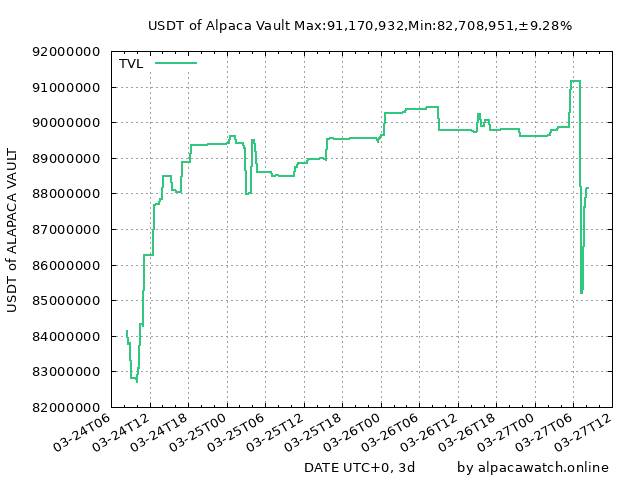 USDT of Alpaca Vault Max:91,170,932,Min:82,708,951,±9.28%
TVL
92000000
91000000
90000000
89000000
88000000
87000000
86000000
85000000
84000000
83000000
82000000
USDT of ALAPACA VAULT
03-24T06
03-24T12
03-24T18
03-25T00
03-25T06
03-25T12
03-25T18
03-26T00
03-26T06
03-26T12
03-26T18
03-27T00
03-27T06
03-27T12
DATE UTC+0, 3d
by alpacawatch.online